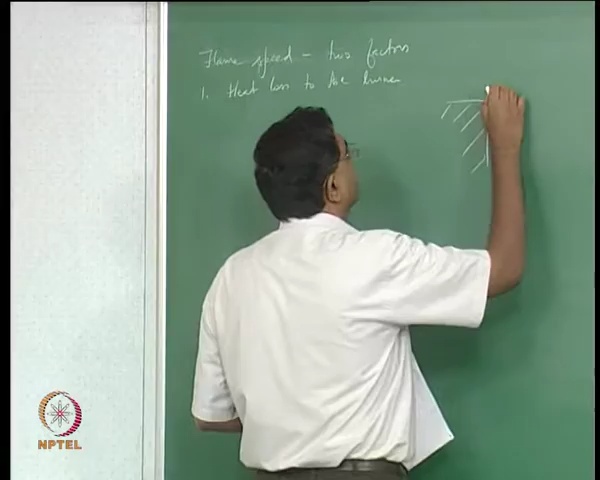 Flame speed – two factors
1. Heat loss to the burner
NPTEL